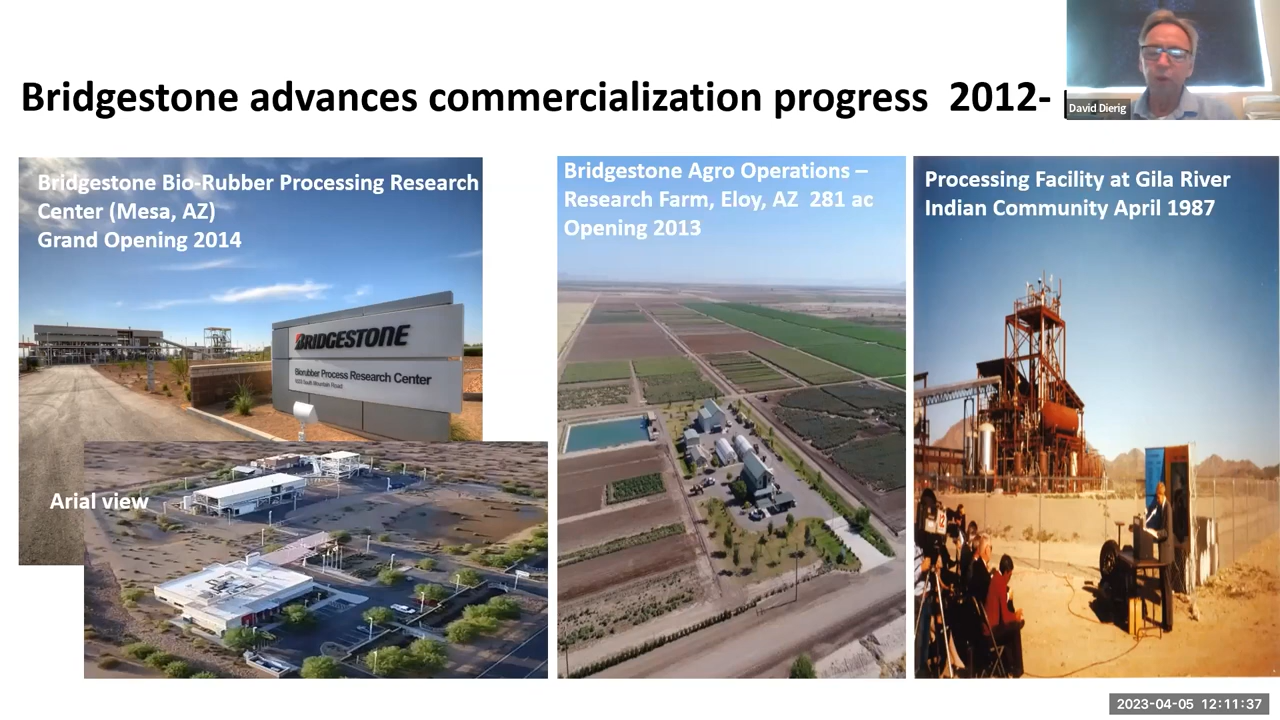 Bridgestone advances commercialization progress 2012-
David Dierig
Bridgestone Bio-Rubber Processing Research
Center (Mesa, AZ)
Grand Opening 2014
BRIDGESTONE
Biorubber Process Research Center
Arial view
Bridgestone Agro Operations –
Research Farm, Eloy, AZ 281 ac
Opening 2013
Processing Facility at Gila River
Indian Community April 1987
2023-04-05 12:11:37